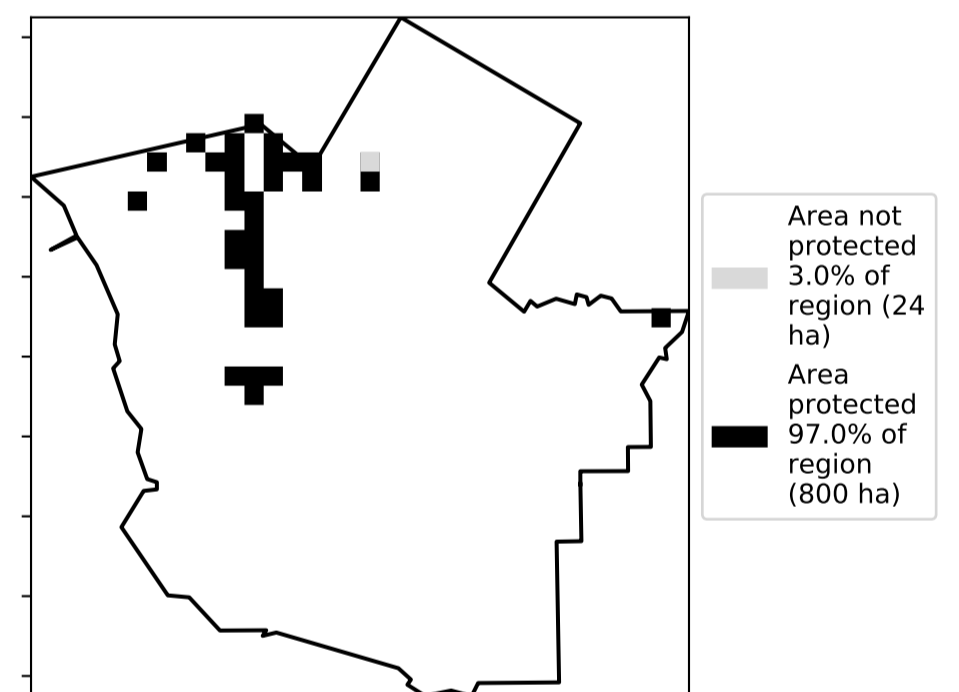 Area not
protected
3.0% of
region (24
ha)
Area
protected
97.0% of
region
(800 ha)